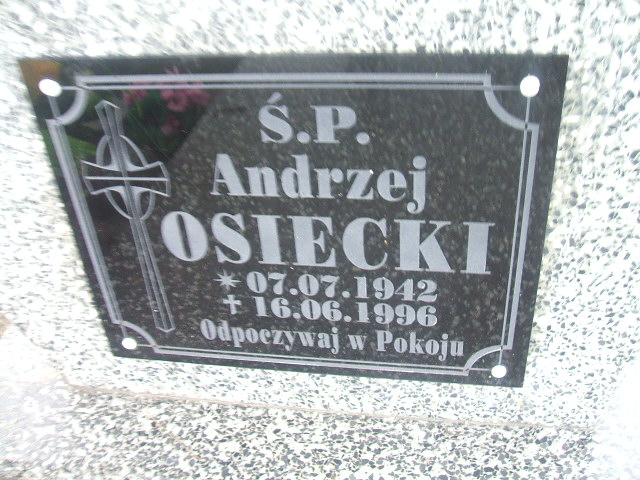 Ś.P.
Andrzej
OSIECKI
* 07.07.1942
✝ 16.06.1996
Odpoczywaj w Pokoju